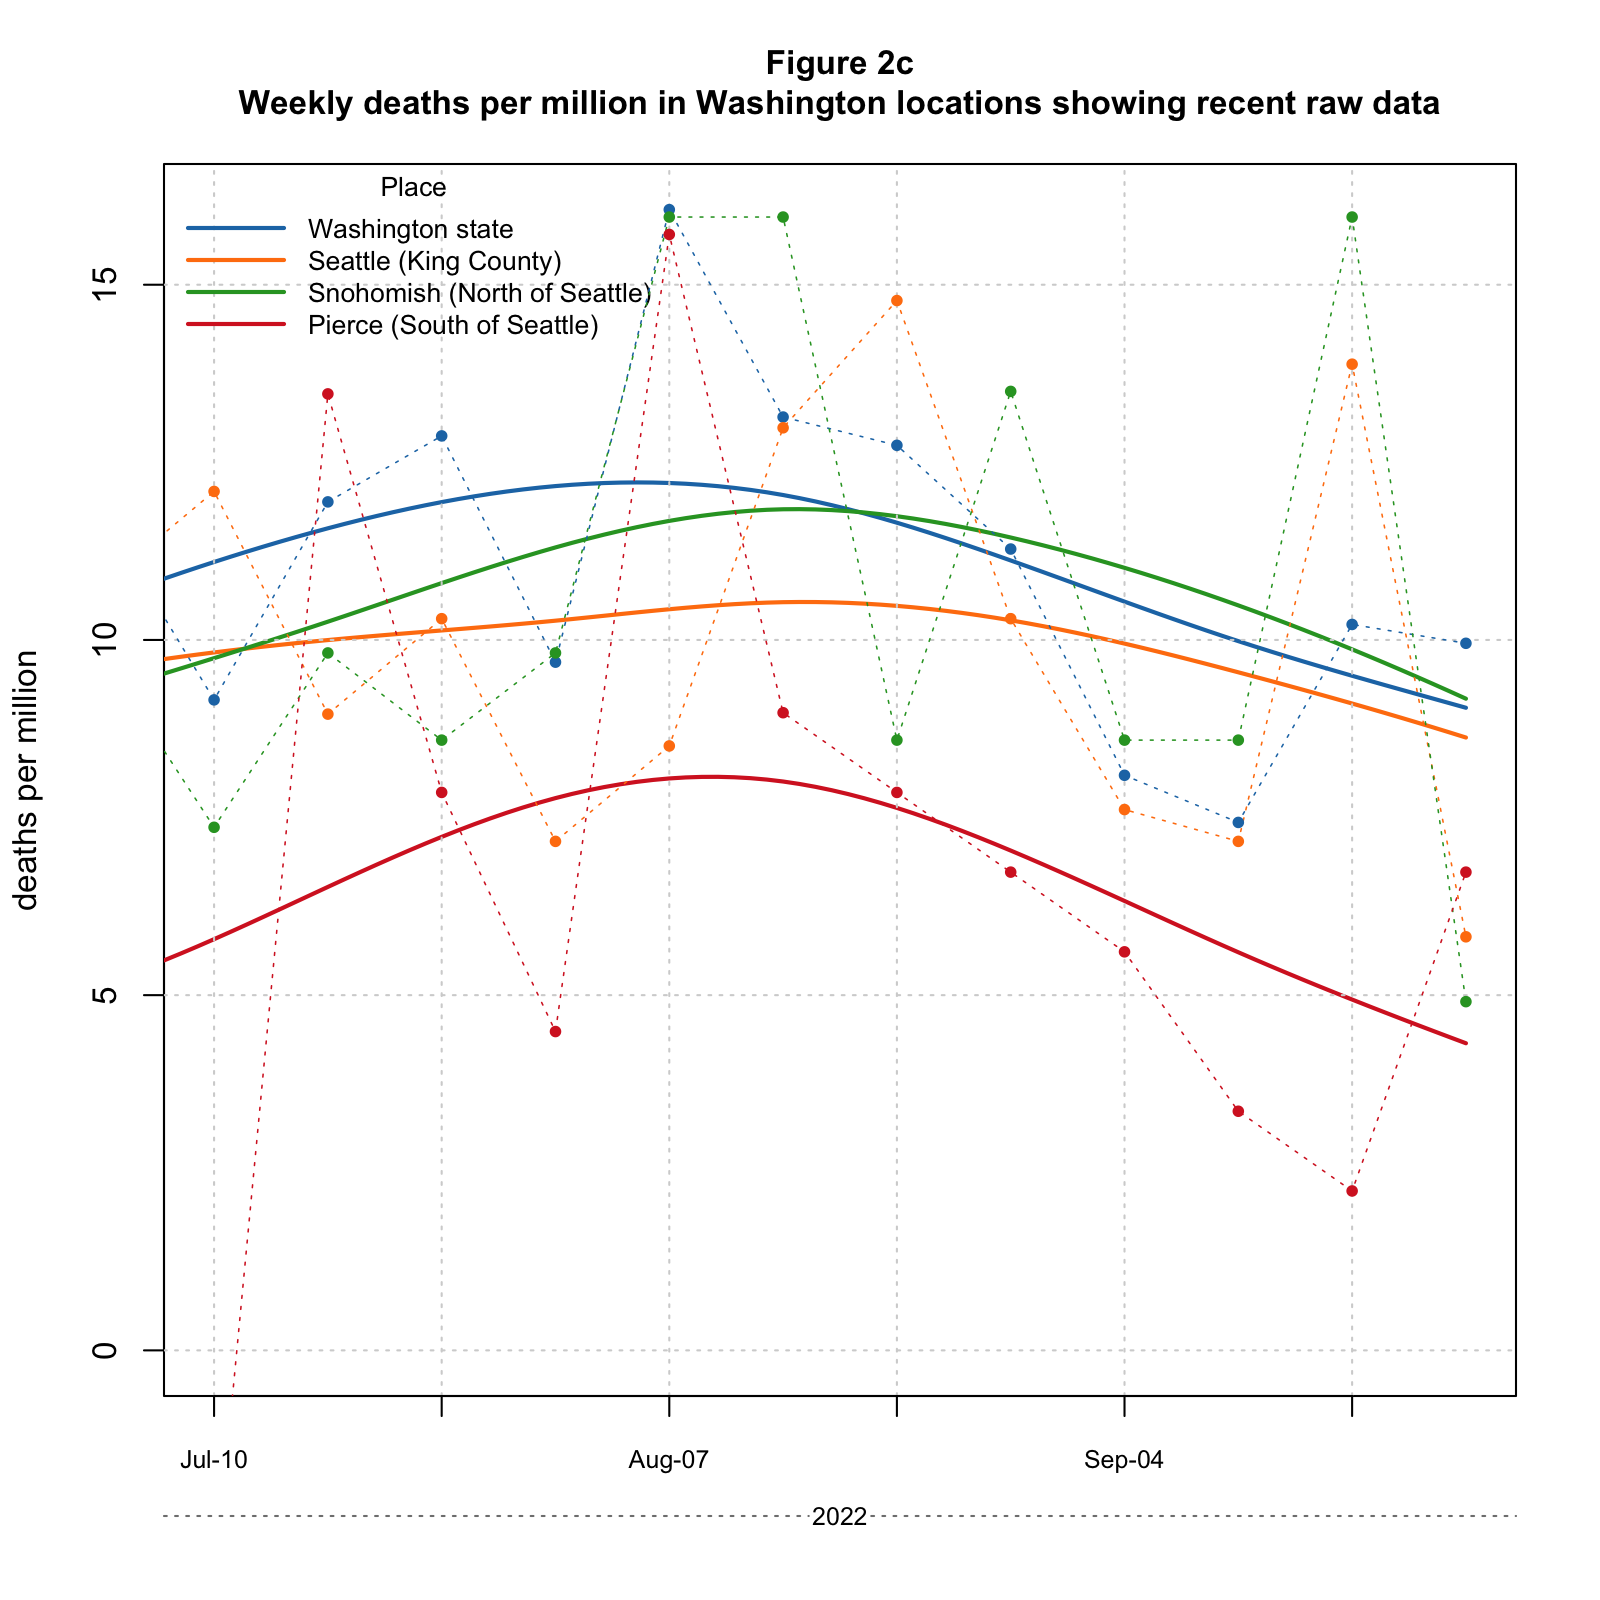 Figure 2c
Weekly deaths per million in Washington locations showing recent raw data
Place
Washington state
Seattle (King County)
Snohomish (North of Seattle)
Pierce (South of Seattle)
deaths per million
15
10
5
0
Jul-10
Aug-07
Sep-04
2022